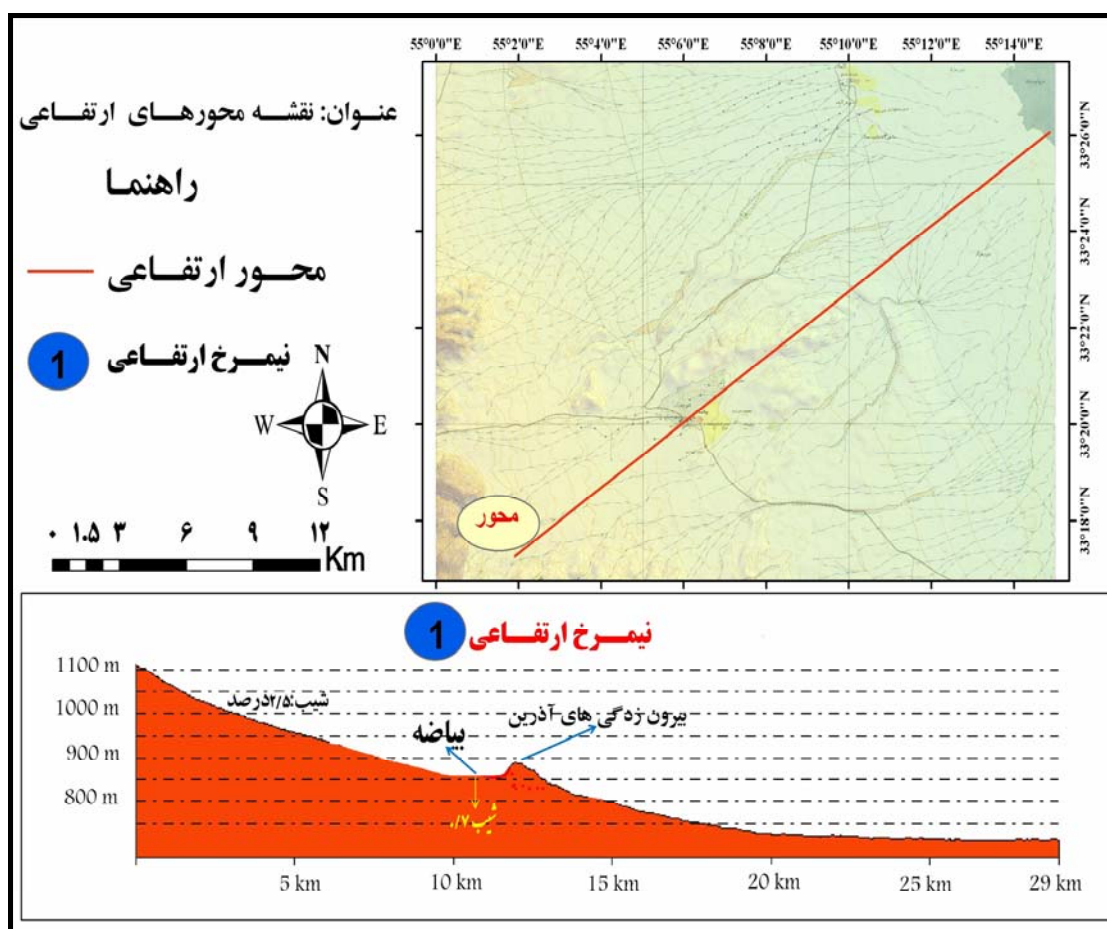 عنوان: نقشه محورهای ارتفاعی
راهنما
محور ارتفاعی
نیمرخ ارتفاعی 1
N
W E
S
۰ ۱.۵ ۳ ۶ ۹ ۱۲
Km
55°0'0"E 55°2'0"E 55°4'0"E 55°6'0"E 55°8'0"E 55°10'0"E 55°12'0"E 55°14'0"E
33°26'0"N
33°24'0"N
33°22'0"N
33°20'0"N
33°18'0"N
محور
نیمرخ ارتفاعی 1
1100 m
1000 m
900 m
800 m
شیب:۲/۵درصد
بیاضه
بیرون زدگی های آذرین
شیب ۰/۷
5 km 10 km 15 km 20 km 25 km 29 km